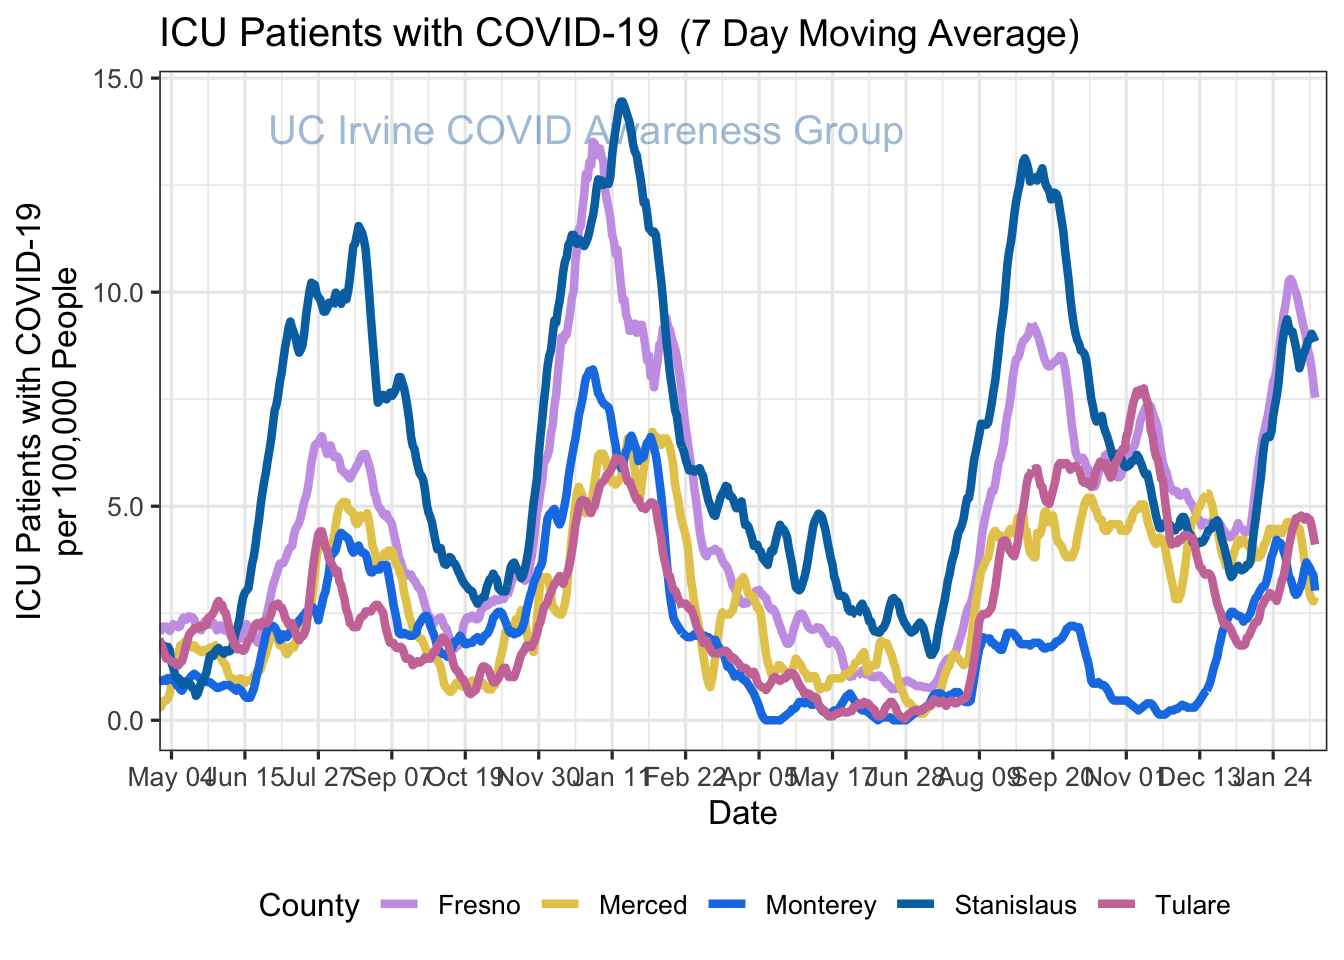 ICU Patients with COVID-19 (7 Day Moving Average)
UC Irvine COVID Awareness Group
ICU Patients with COVID-19
per 100,000 People
15.0
10.0
5.0
0.0
May 04 Jun 15 Jul 27 Sep 07 Oct 19 Nov 30 Jan 11 Feb 22 Apr 05 May 17 Jun 28 Aug 09 Sep 20 Nov 01 Dec 13 Jan 24
Date
County Fresno Merced Monterey Stanislaus Tulare